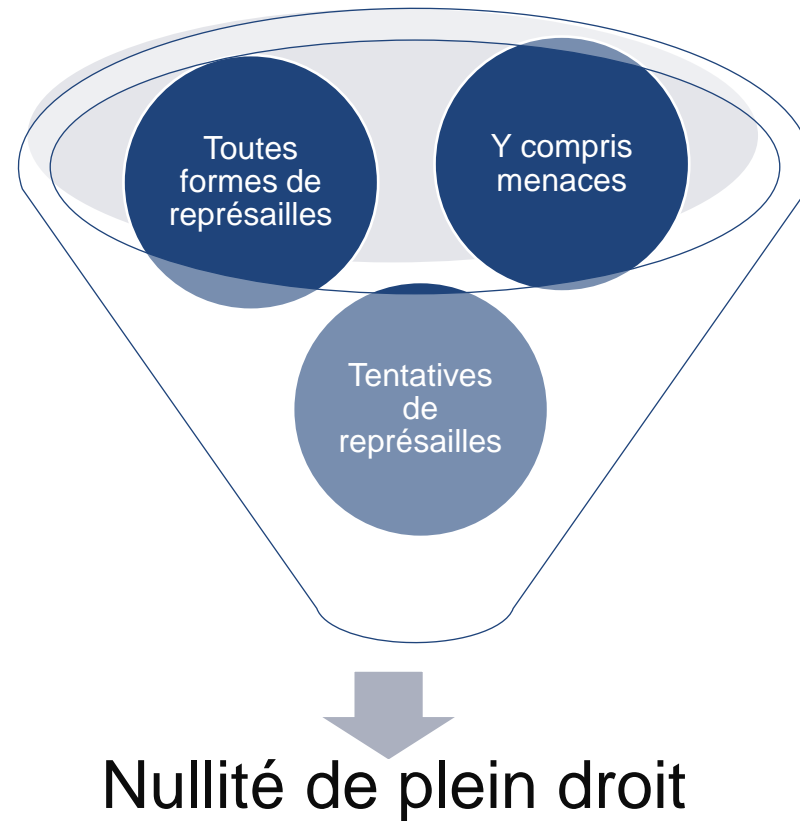 Toutes
formes de
représailles
Y compris
menaces
Tentatives
de
représailles
Nullité de plein droit